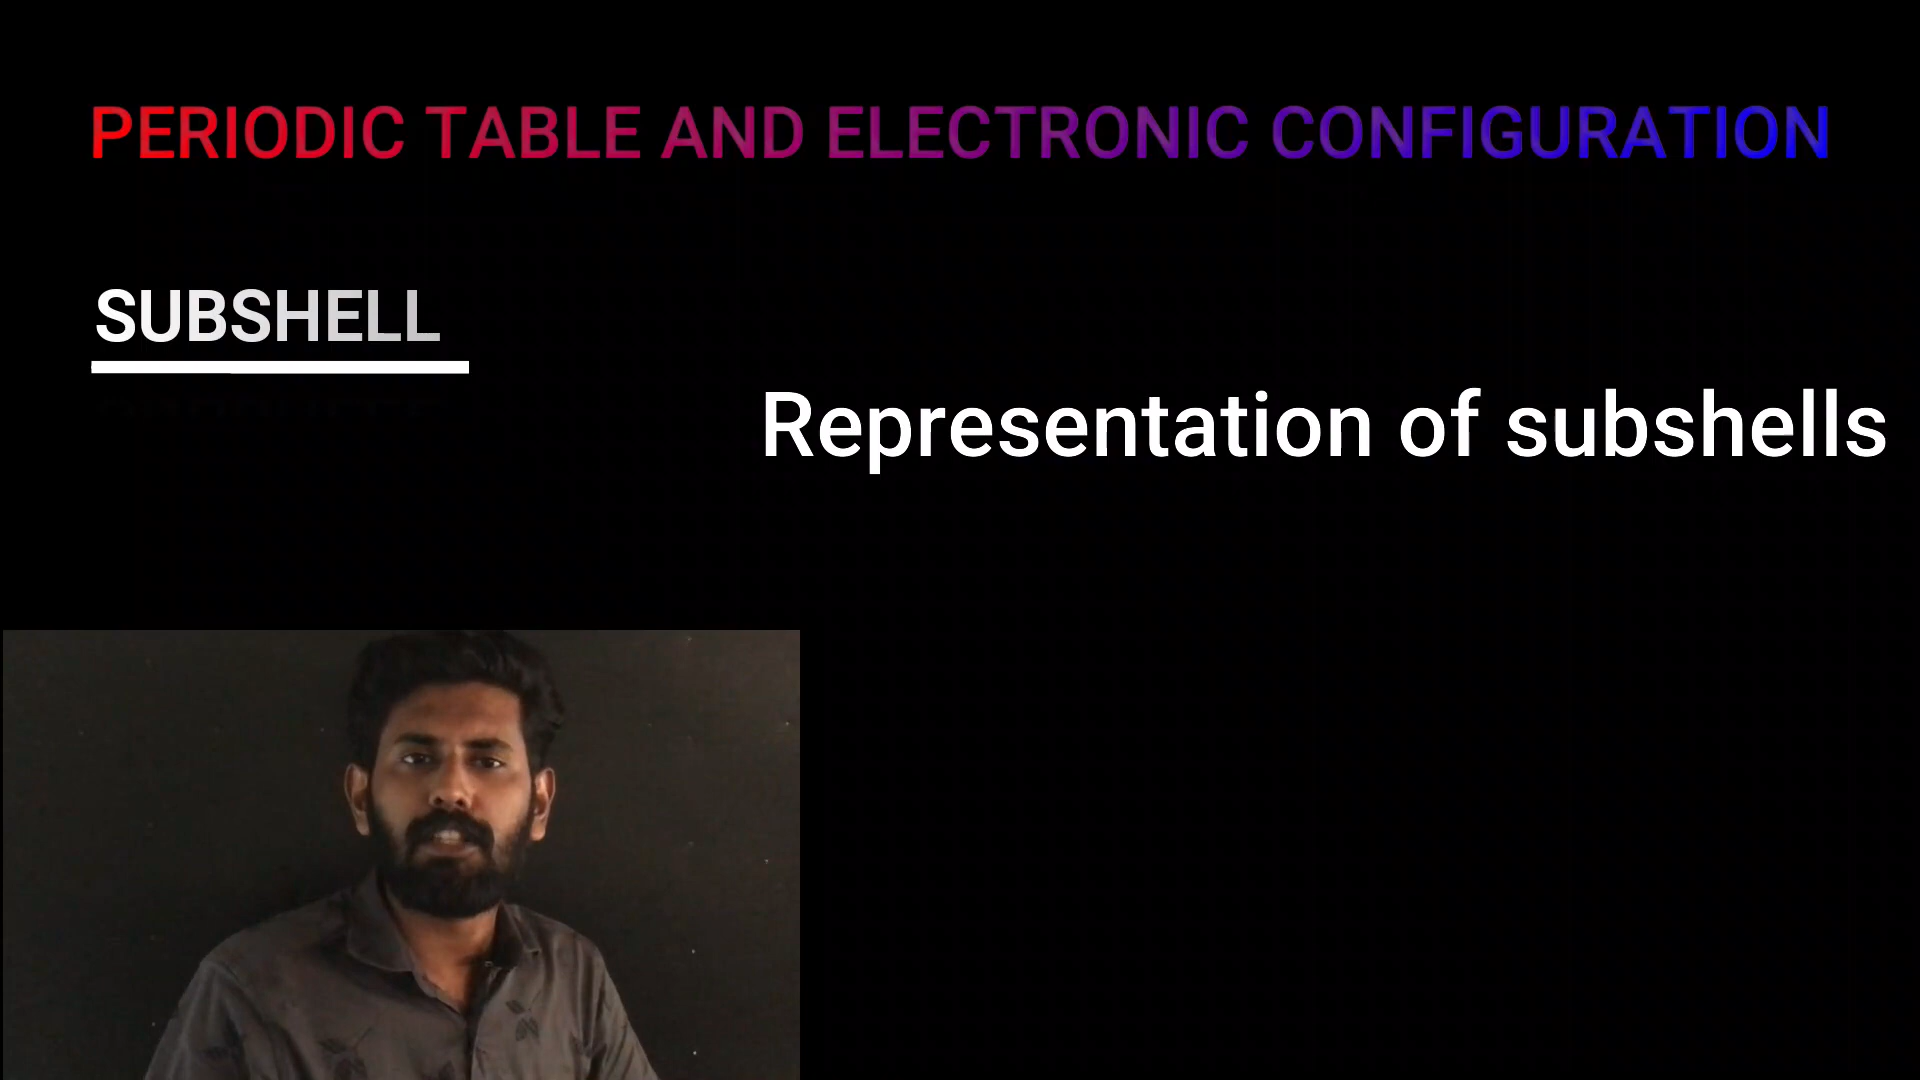 PERIODIC TABLE AND ELECTRONIC CONFIGURATION
SUBSHELL
Representation of subshells